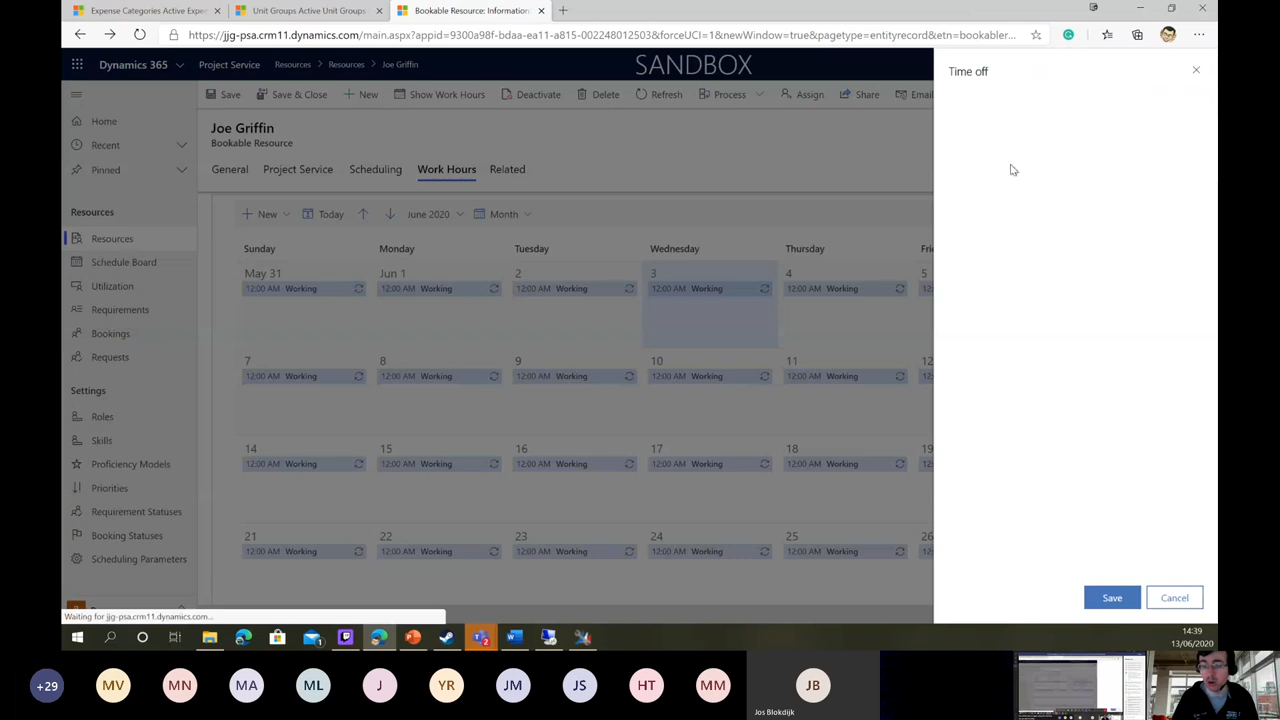 Expense Categories Active Expen
Unit Groups Active Unit Groups
Bookable Resource: Information
https://jjg-psa.crm11.dynamics.com/main.aspx?appid=930fa98f-bdaa-ea11-a815-002248012503&forceUCI=1&newWindow=true&pagetype=entityrecord&etn=bookabler...
Dynamics 365
Project Service
Resources
Resources
Joe Griffin
SANDBOX
Save
Save & Close
New
Show Work Hours
Deactivate
Delete
Refresh
Process
Assign
Share
Email
Time off
Home
Recent
Pinned
Resources
Resources
Schedule Board
Utilization
Requirements
Bookings
Requests
Settings
Roles
Skills
Proficiency Models
Priorities
Requirement Statuses
Booking Statuses
Scheduling Parameters
Joe Griffin
Bookable Resource
General
Project Service
Scheduling
Work Hours
Related
New
Today
June 2020
Month
Sunday
Monday
Tuesday
Wednesday
Thursday
Fri
May 31
Jun 1
2
3
4
5
12:00 AM Working
12:00 AM Working
12:00 AM Working
12:00 AM Working
12:00 AM Working
12:
7
8
9
10
11
12
12:00 AM Working
12:00 AM Working
12:00 AM Working
12:00 AM Working
12:00 AM Working
12:
14
15
16
17
18
19
12:00 AM Working
12:00 AM Working
12:00 AM Working
12:00 AM Working
12:00 AM Working
12:
21
22
23
24
25
26
12:00 AM Working
12:00 AM Working
12:00 AM Working
12:00 AM Working
12:00 AM Working
12:
Save
Cancel
Waiting for jjg-psa.crm11.dynamics.com...
14:39
13/06/2020
+29
MV
MN
MA
ML
J
YR
JM
JS
HT
MM
JB
Jos Blokdijk